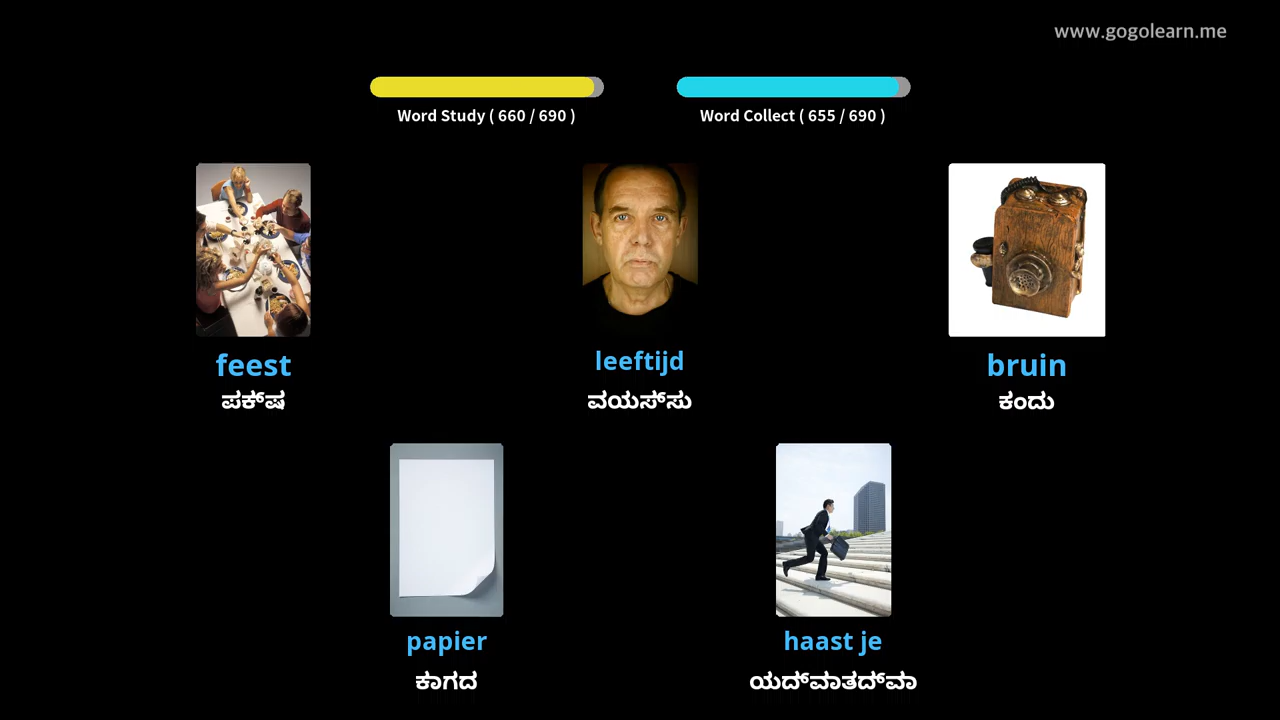 www.gogolearn.me
Word Study ( 660 / 690 )
Word Collect ( 655 / 690 )
feest
leeftijd
bruin
ಪಕ್‌ಷ
ವಯಸ್‌ಸು
ಕಂದು
papier
haast je
ಕಾಗದ
ಯದ್‌ವಾತದ್‌ವಾ